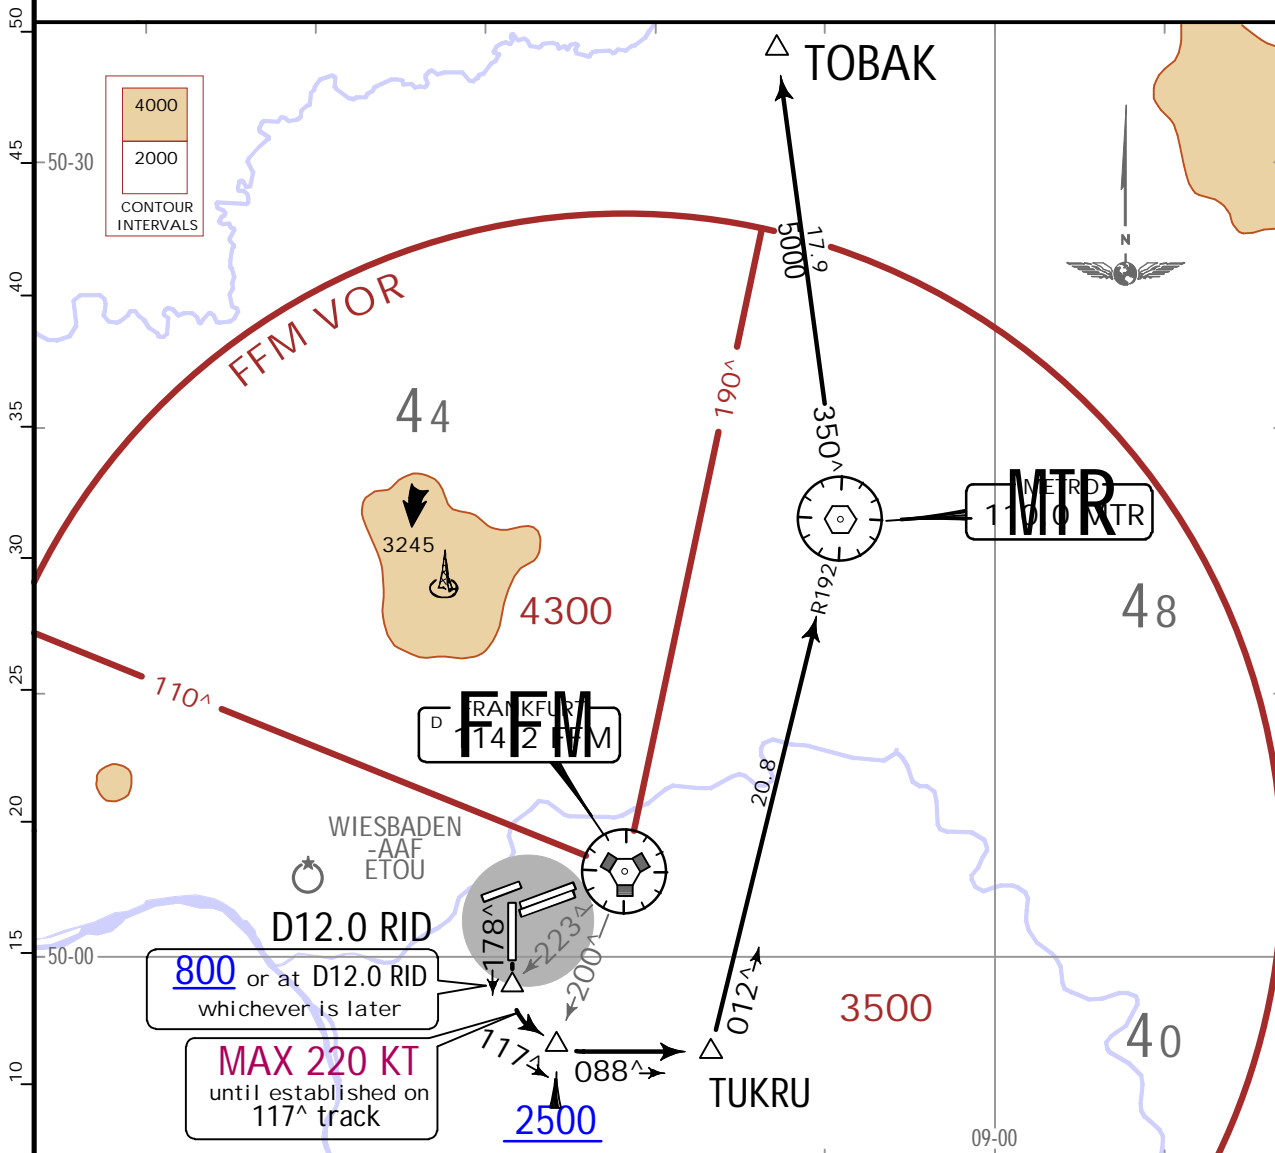 50
45
40
35
30
25
20
15
10
TOBAK
4000
2000
CONTOUR
INTERVALS
50-30
N
5000
17.9
FFM VOR
190^
44
350^
METRO
110.0 MTR
MTR
3245
4300
R192
48
110^
D
FRANKFURT
114.2 FFM
FFM
20.8
WIESBADEN
-AAF
ETOU
D12.0 RID
178^
223^
200^
50-00
800 or at D12.0 RID
whichever is later
012^
3500
40
MAX 220 KT
until established on
117^ track
117^
088^
TUKRU
2500
09-00